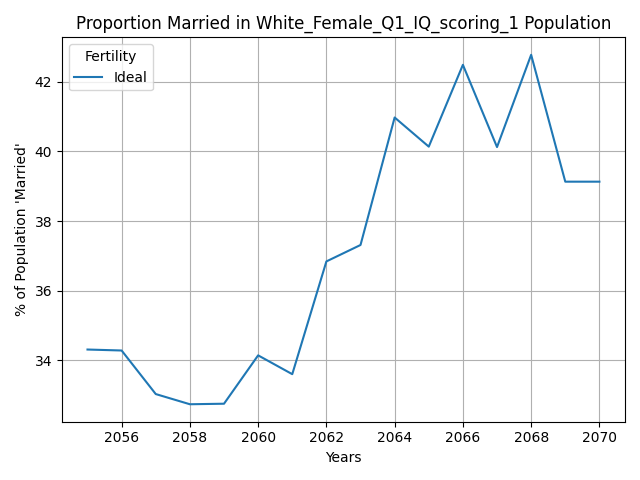 Proportion Married in White_Female_Q1_IQ_scoring_1 Population
Fertility
Ideal
% of Population 'Married'
42
40
38
36
34
2056 2058 2060 2062 2064 2066 2068 2070
Years